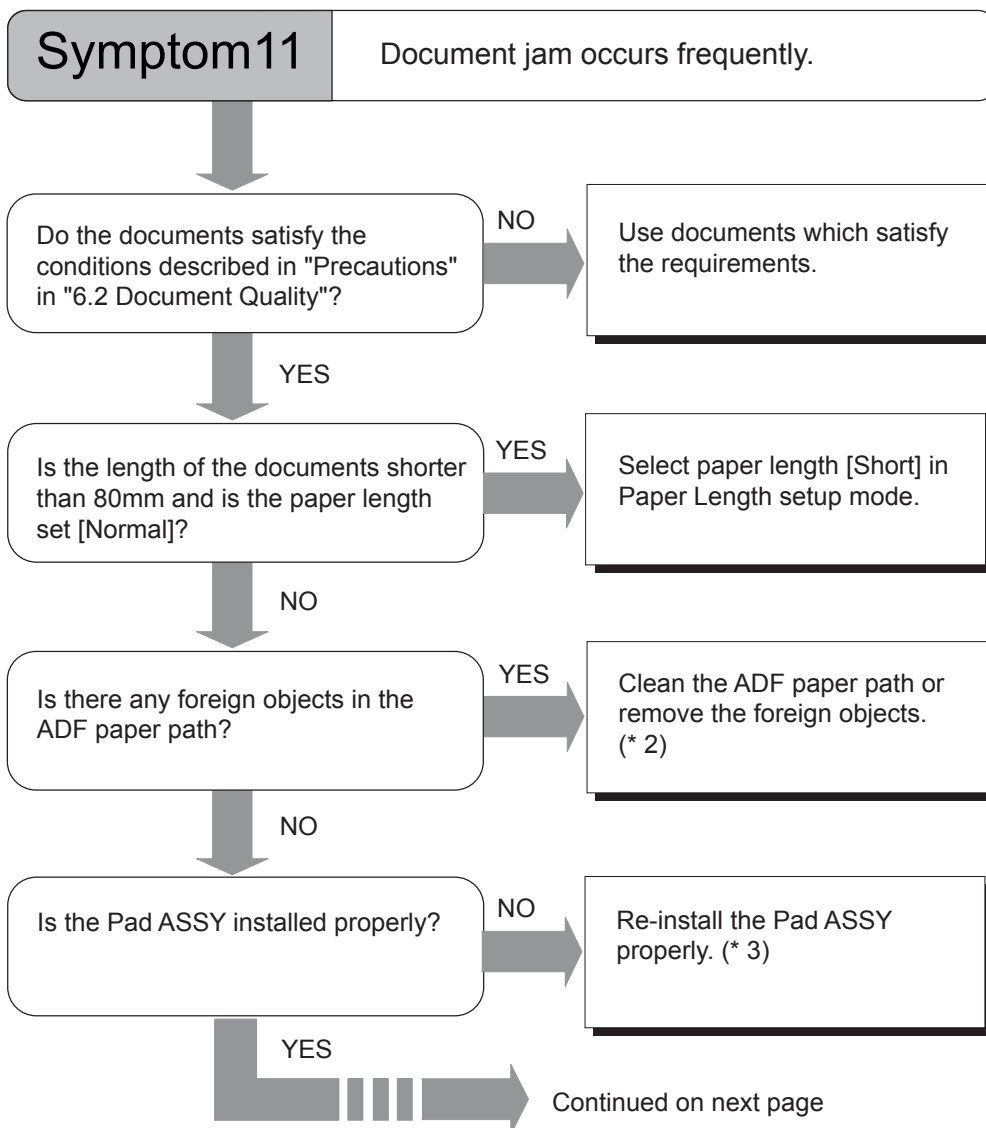 Symptom11
Document jam occurs frequently.
Do the documents satisfy the
conditions described in "Precautions"
in "6.2 Document Quality"?
NO
Use documents which satisfy
the requirements.
YES
Is the length of the documents shorter
than 80mm and is the paper length
set [Normal]?
YES
Select paper length [Short] in
Paper Length setup mode.
NO
Is there any foreign objects in the
ADF paper path?
YES
Clean the ADF paper path or
remove the foreign objects.
(* 2)
NO
Is the Pad ASSY installed properly?
NO
Re-install the Pad ASSY
properly. (* 3)
YES
Continued on next page